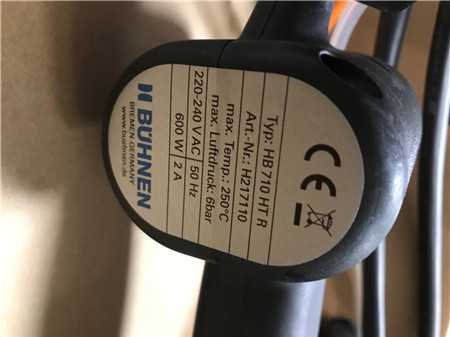 CE
Typ: HB 710 HT R
Art.-Nr.: H217110
max. Temp.: 250°C
max. Luftdruck: 6bar
220-240 V AC 50 Hz
600 W 2 A
BÜHNEN
BREMEN·GERMANY
www.buehnen.de